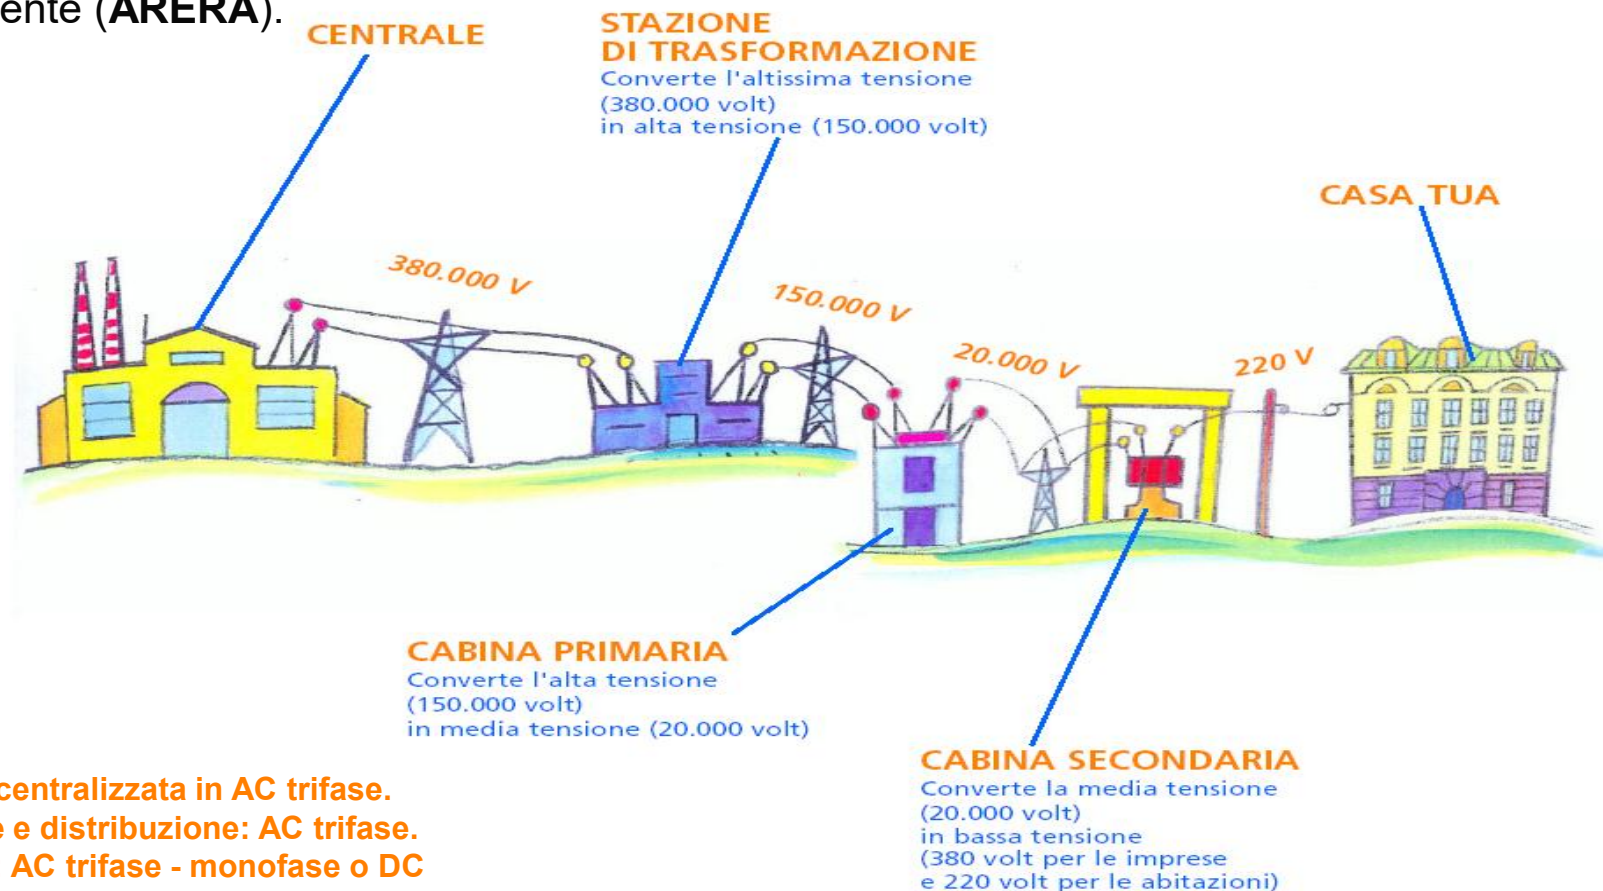 ente (ARERA).
CENTRALE
STAZIONE
DI TRASFORMAZIONE
Converte l'altissima tensione
(380.000 volt)
in alta tensione (150.000 volt)
CASA TUA
380.000 V
150.000 V
20.000 V
220 V
CABINA PRIMARIA
Converte l'alta tensione
(150.000 volt)
in media tensione (20.000 volt)
CABINA SECONDARIA
Converte la media tensione
(20.000 volt)
in bassa tensione
(380 volt per le imprese
e 220 volt per le abitazioni)
centralizzata in AC trifase.
e e distribuzione: AC trifase.
AC trifase - monofase o DC